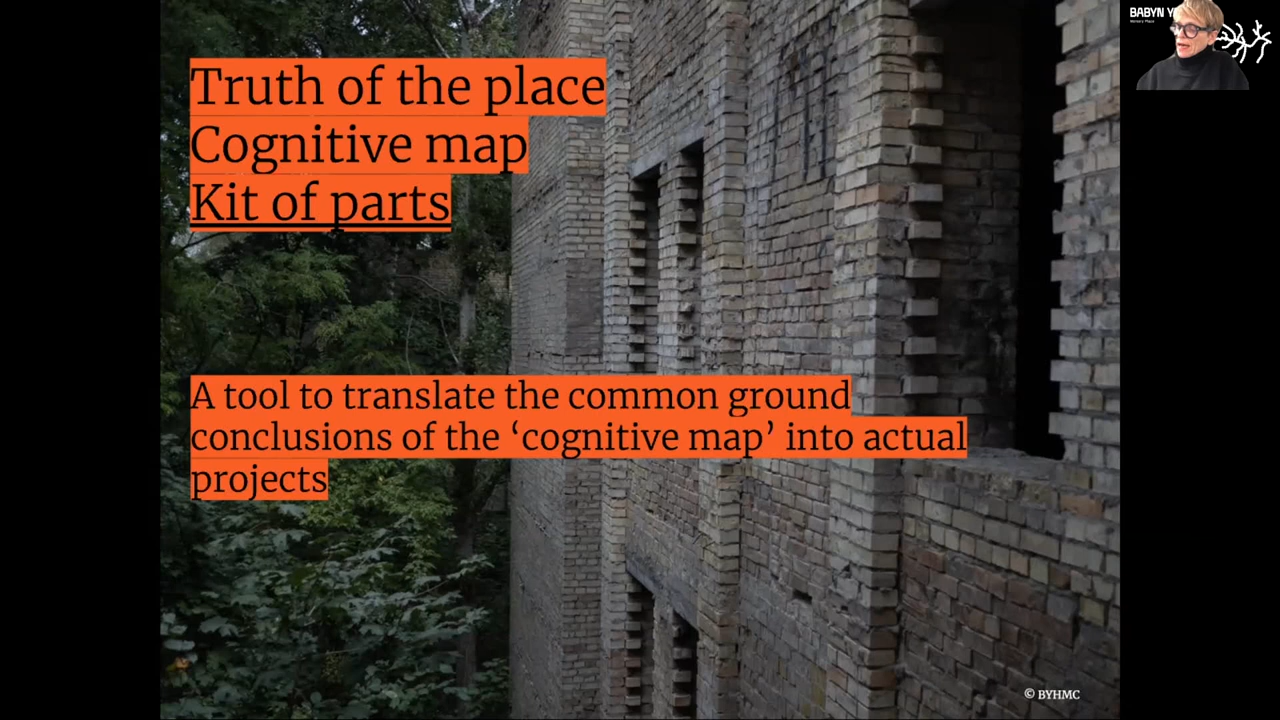 BABYN
Truth of the place
Cognitive map
Kit of parts
A tool to translate the common ground
conclusions of the ‘cognitive map’ into actual
projects
© BYHMC